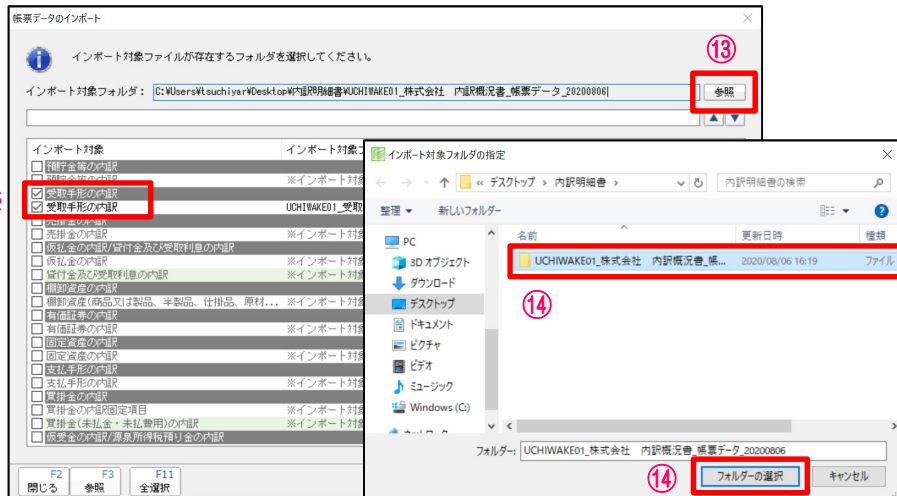 帳票データのインポート
インポート対象ファイルが存在するフォルダを選択してください。
⑬
インポート対象フォルダ： C:¥Users¥tsuchiyar¥Desktop¥内訳明細書¥UCHIWAKE01_株式会社　内訳概況書_帳票データ_20200806
参照
インポート対象
預貯金等の内訳
※インポート対象
受取手形の内訳
受取手形の内訳
UCHIWAKE01_受取
売掛金の内訳
※インポート対象
仮払金の内訳/貸付金及び受取利息の内訳
仮払金の内訳
※インポート対象
貸付金及び受取利息の内訳
※インポート対象
棚卸資産の内訳
棚卸資産(商品又は製品、半製品、仕掛品、原材...
※インポート対象
有価証券の内訳
有価証券の内訳
※インポート対象
固定資産の内訳
固定資産の内訳
※インポート対象
支払手形の内訳
支払手形の内訳
※インポート対象
買掛金の内訳
買掛金の内訳固定項目
※インポート対象
買掛金(未払金・未払費用)の内訳
※インポート対象
仮受金の内訳/源泉所得税預り金の内訳
F2
閉じる
F3
参照
F11
全選択
インポート対象フォルダの指定
« デスクトップ › 内訳明細書 ›
内訳明細書の検索
整理
新しいフォルダー
PC
3D オブジェクト
ダウンロード
デスクトップ
ドキュメント
ピクチャ
ビデオ
ミュージック
Windows (C:)
名前
更新日時
種類
UCHIWAKE01_株式会社　内訳概況書_帳...
2020/08/06 16:19
ファイル
⑭
フォルダー: UCHIWAKE01_株式会社　内訳概況書_帳票データ_20200806
⑭
フォルダーの選択
キャンセル